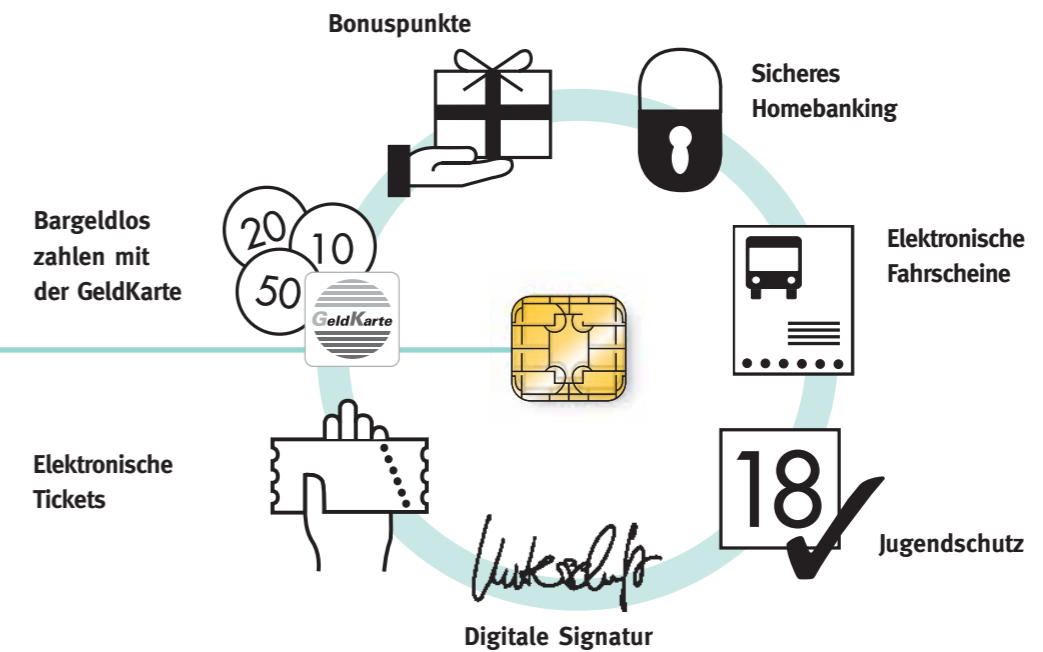 Bonuspunkte
Sicheres
Homebanking
Bargeldlos
zahlen mit
der GeldKarte
20
10
50
GeldKarte
Elektronische
Fahrscheine
Elektronische
Tickets
18
Jugendschutz
Unterschrift
Digitale Signatur